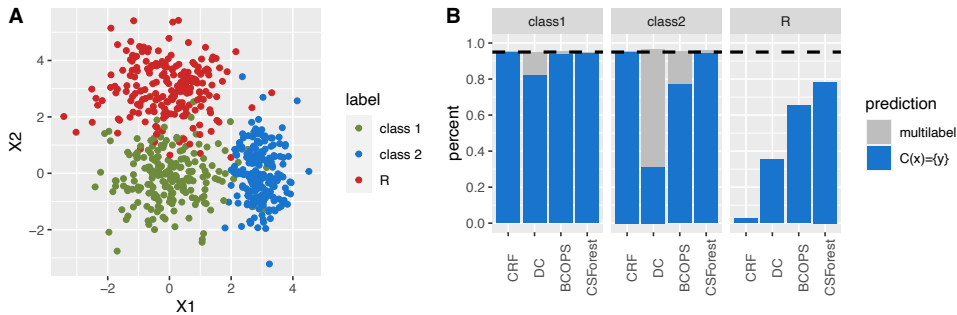 A
X2
4
2
0
−2
−2
0
2
4
X1
label
class 1
class 2
R
B
class1
class2
R
percent
1.0
0.8
0.6
0.4
0.2
0.0
CRF
DC
BCOPS
CSForest
CRF
DC
BCOPS
CSForest
CRF
DC
BCOPS
CSForest
prediction
multilabel
C(x)={y}